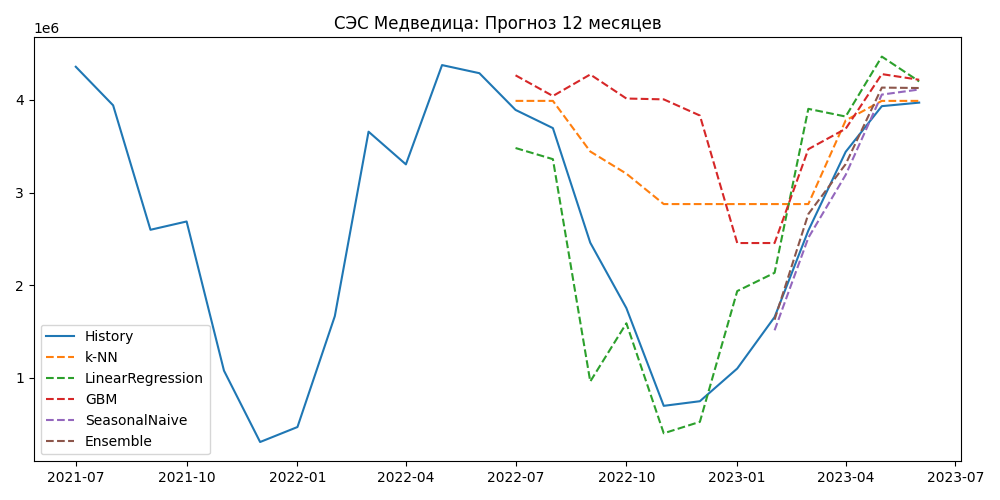 СЭС Медведица: Прогноз 12 месяцев
1e6
4
3
2
1
History
k-NN
LinearRegression
GBM
SeasonalNaive
Ensemble
2021-07 2021-10 2022-01 2022-04 2022-07 2022-10 2023-01 2023-04 2023-07